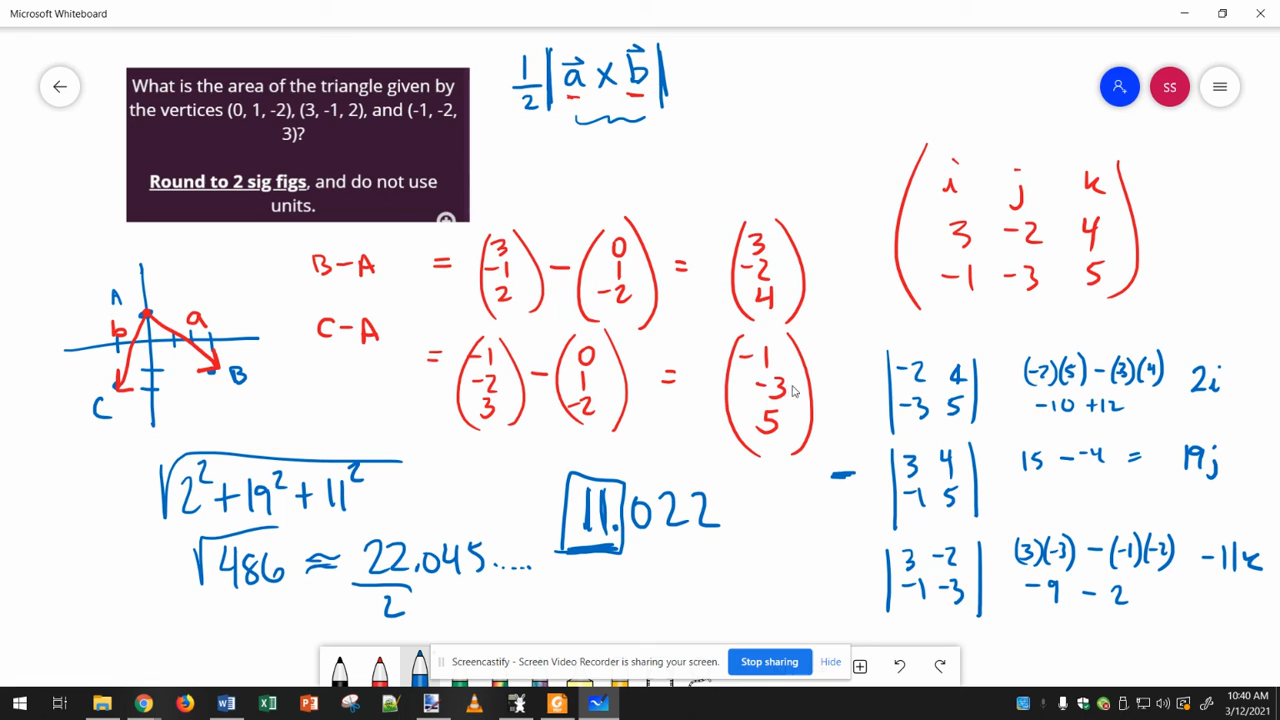 Microsoft Whiteboard
1/2 | a⃗ × b⃗ |
SS
What is the area of the triangle given by
the vertices (0, 1, -2), (3, -1, 2), and (-1, -2,
3)?
Round to 2 sig figs, and do not use
units.
i j k
3 -2 4
-1 -3 5
B-A = (3 -1 2) - (0 1 -2) = (3 -2 4)
C-A
= (-1 -2 3) - (0 1 -2) = (-1 -3 5)
A
b a
B
C
|-2 4 -3 5| (-2)(5) - (3)(4) 2i
-10 +12
- |3 4 -1 5| 15 - -4 = 19j
|3 -2 -1 -3| (3)(-3) - (-1)(-2) -11k
-9 - 2
√2² + 19² + 11²
11.022
√486 ≈ 22.045.....
2
Screencastify - Screen Video Recorder is sharing your screen.
Stop sharing
Hide
10:40 AM
3/12/2021